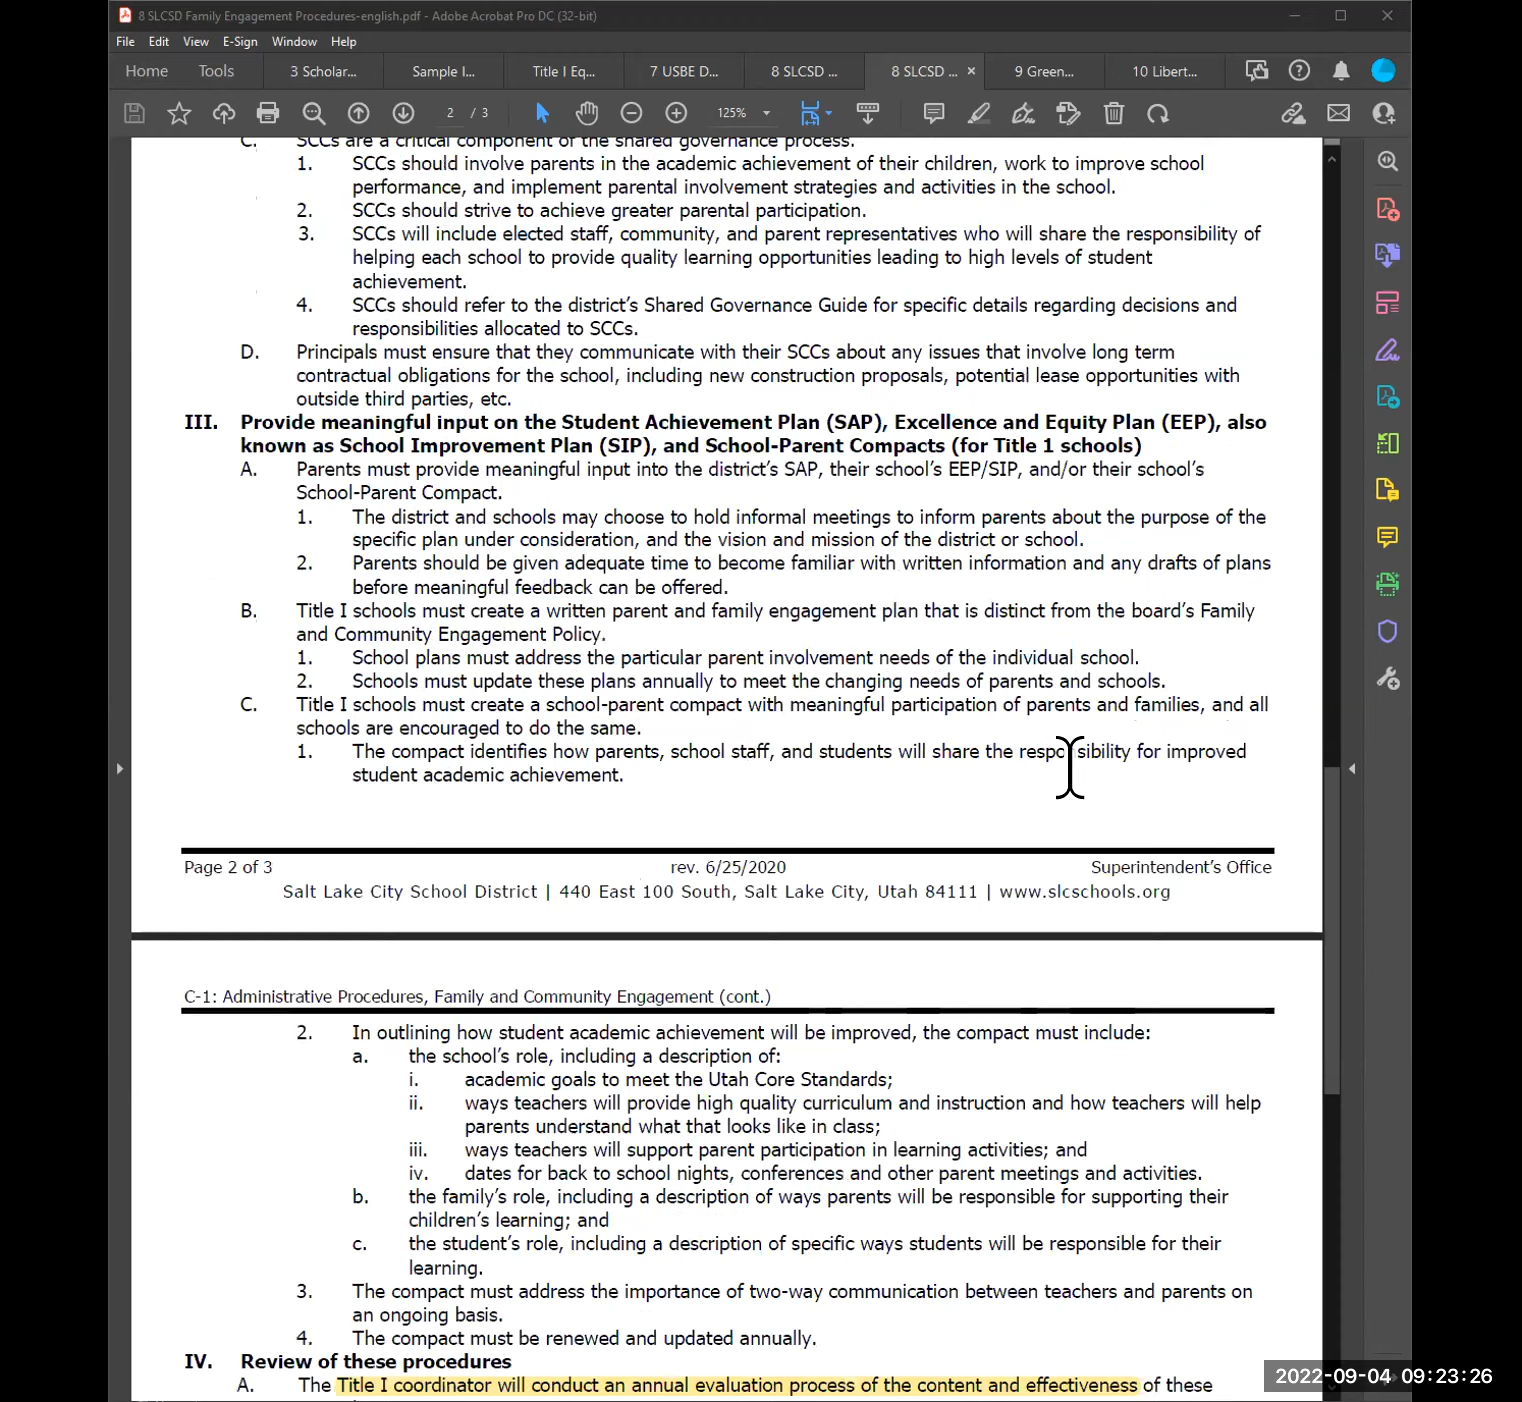 8 SLCSD Family Engagement Procedures-english.pdf - Adobe Acrobat Pro DC (32-bit)
File Edit View E-Sign Window Help
Home Tools 3 Scholar... Sample I... Title I Eq... 7 USBE D... 8 SLCSD ... 8 SLCSD ... × 9 Green... 10 Libert...
2 / 3 125%
C. SCCs are a critical component of the shared governance process.
1. SCCs should involve parents in the academic achievement of their children, work to improve school
performance, and implement parental involvement strategies and activities in the school.
2. SCCs should strive to achieve greater parental participation.
3. SCCs will include elected staff, community, and parent representatives who will share the responsibility of
helping each school to provide quality learning opportunities leading to high levels of student
achievement.
4. SCCs should refer to the district's Shared Governance Guide for specific details regarding decisions and
responsibilities allocated to SCCs.
D. Principals must ensure that they communicate with their SCCs about any issues that involve long term
contractual obligations for the school, including new construction proposals, potential lease opportunities with
outside third parties, etc.
III. Provide meaningful input on the Student Achievement Plan (SAP), Excellence and Equity Plan (EEP), also
known as School Improvement Plan (SIP), and School-Parent Compacts (for Title 1 schools)
A. Parents must provide meaningful input into the district's SAP, their school's EEP/SIP, and/or their school's
School-Parent Compact.
1. The district and schools may choose to hold informal meetings to inform parents about the purpose of the
specific plan under consideration, and the vision and mission of the district or school.
2. Parents should be given adequate time to become familiar with written information and any drafts of plans
before meaningful feedback can be offered.
B. Title I schools must create a written parent and family engagement plan that is distinct from the board's Family
and Community Engagement Policy.
1. School plans must address the particular parent involvement needs of the individual school.
2. Schools must update these plans annually to meet the changing needs of parents and schools.
C. Title I schools must create a school-parent compact with meaningful participation of parents and families, and all
schools are encouraged to do the same.
1. The compact identifies how parents, school staff, and students will share the responsibility for improved
student academic achievement.
Page 2 of 3 rev. 6/25/2020 Superintendent's Office
Salt Lake City School District | 440 East 100 South, Salt Lake City, Utah 84111 | www.slcschools.org
C-1: Administrative Procedures, Family and Community Engagement (cont.)
2. In outlining how student academic achievement will be improved, the compact must include:
a. the school's role, including a description of:
i. academic goals to meet the Utah Core Standards;
ii. ways teachers will provide high quality curriculum and instruction and how teachers will help
parents understand what that looks like in class;
iii. ways teachers will support parent participation in learning activities; and
iv. dates for back to school nights, conferences and other parent meetings and activities.
b. the family's role, including a description of ways parents will be responsible for supporting their
children's learning; and
c. the student's role, including a description of specific ways students will be responsible for their
learning.
3. The compact must address the importance of two-way communication between teachers and parents on
an ongoing basis.
4. The compact must be renewed and updated annually.
IV. Review of these procedures
A. The Title I coordinator will conduct an annual evaluation process of the content and effectiveness of these
2022-09-04 09:23:26